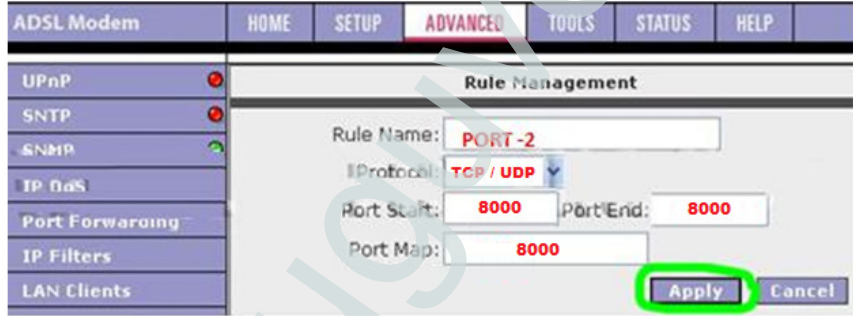 ADSL Modem HOME SETUP ADVANCED TOOLS STATUS HELP
UPnP
SNTP
SNMP
IP QoS
Port Forwarding
IP Filters
LAN Clients
Rule Management
Rule Name: PORT -2
Protocol: TCP / UDP
Port Start: 8000 Port End: 8000
Port Map: 8000
Apply Cancel